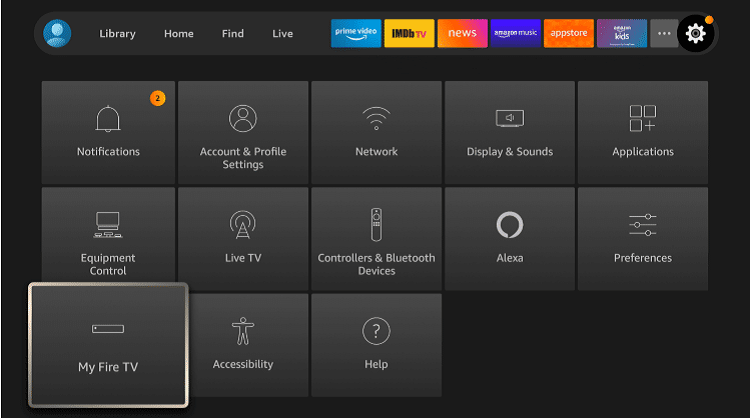 Library
Home
Find
Live
prime video
IMDb TV
news
amazon music
appstore
amazon
kids
2
Notifications
Account & Profile
Settings
Network
Display & Sounds
Applications
Equipment
Control
Live TV
Controllers & Bluetooth
Devices
Alexa
Preferences
My Fire TV
Accessibility
?
Help